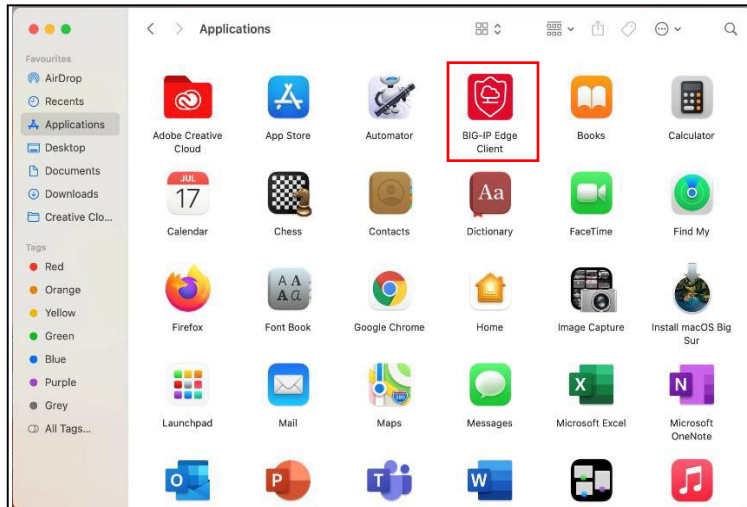 Applications
Favourites
AirDrop
Recents
Applications
Desktop
Documents
Downloads
Creative Clo...
Tags
Red
Orange
Yellow
Green
Blue
Purple
Grey
All Tags...
Adobe Creative
Cloud
App Store
Automator
BIG-IP Edge
Client
Books
Calculator
JUL
17
Calendar
Chess
Contacts
Aa
Dictionary
FaceTime
Find My
Firefox
Font Book
Google Chrome
Home
Image Capture
Install macOS Big
Sur
Launchpad
Mail
Maps
Messages
X
Microsoft Excel
N
Microsoft
OneNote
O
P
T
W